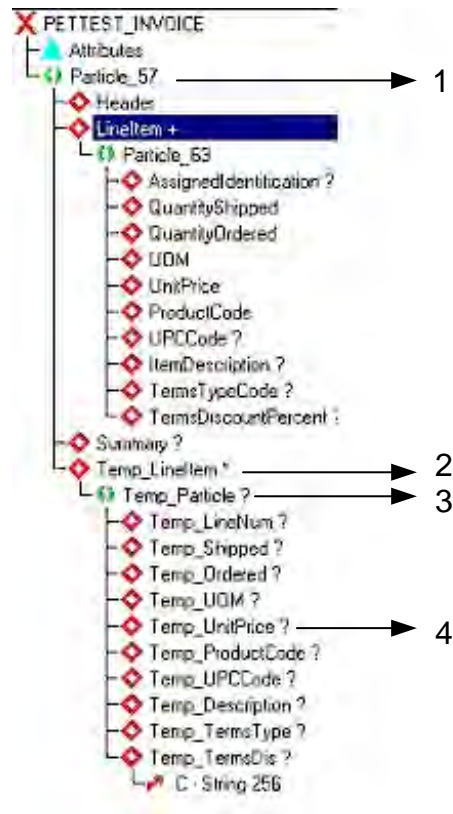 PETTEST_INVOICE
Attributes
Particle_57 1
Header
LineItem +
Particle_63
AssignedIdentification ?
QuantityShipped
QuantityOrdered
UOM
UnitPrice
ProductCode
UPCCode ?
ItemDescription ?
TermsTypeCode ?
TermsDiscountPercent ?
Summary ?
Temp_LineItem * 2
Temp_Particle ? 3
Temp_LineNum ?
Temp_Shipped ?
Temp_Ordered ?
Temp_UOM ?
Temp_UnitPrice ? 4
Temp_ProductCode ?
Temp_UPCCode ?
Temp_Description ?
Temp_TermsType ?
Temp_TermsDis ?
C - String 256